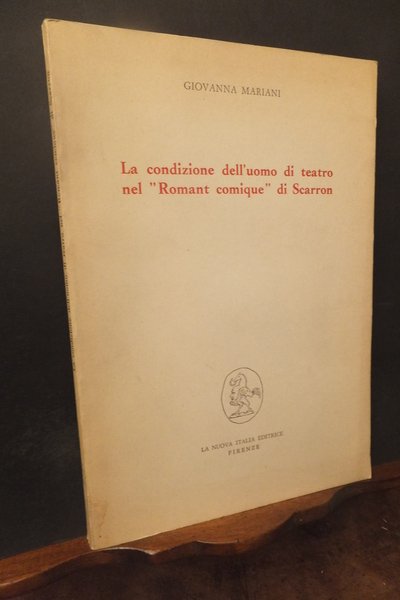 GIOVANNA MARIANI
La condizione dell'uomo di teatro
nel "Romant comique" di Scarron
LA NUOVA ITALIA EDITRICE
FIRENZE